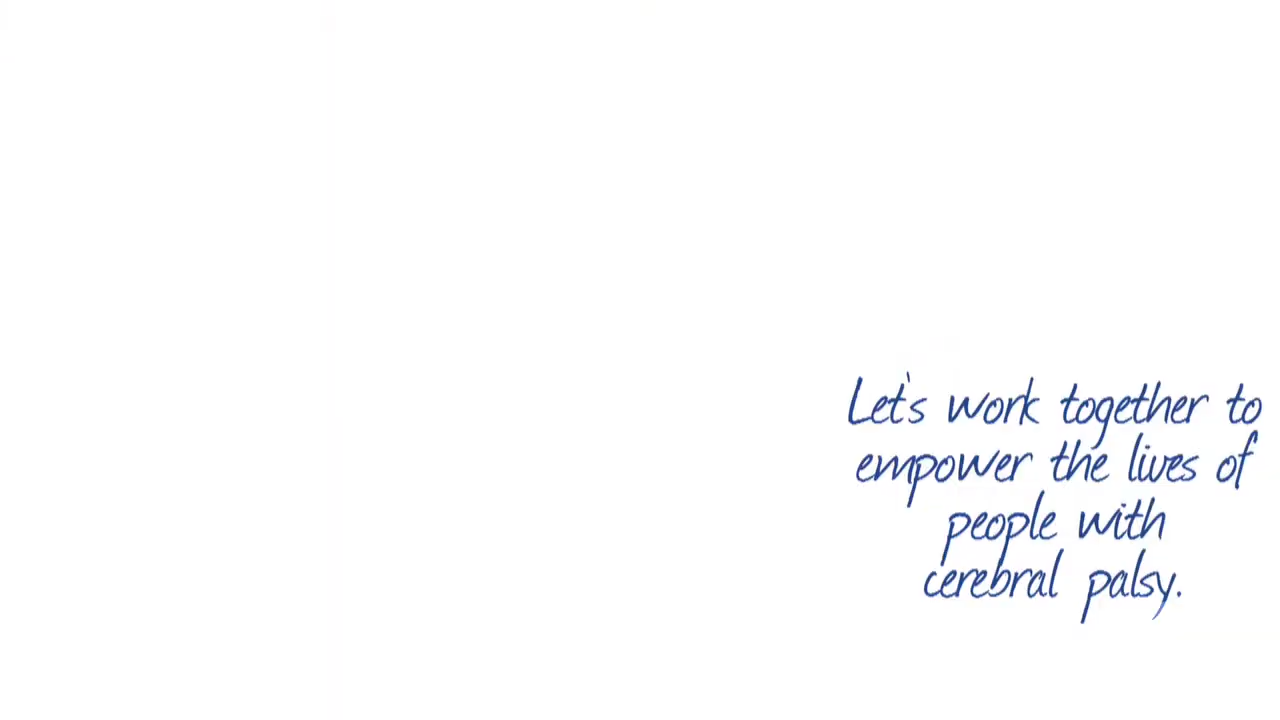 Let's work together to
empower the lives of
people with
cerebral palsy.